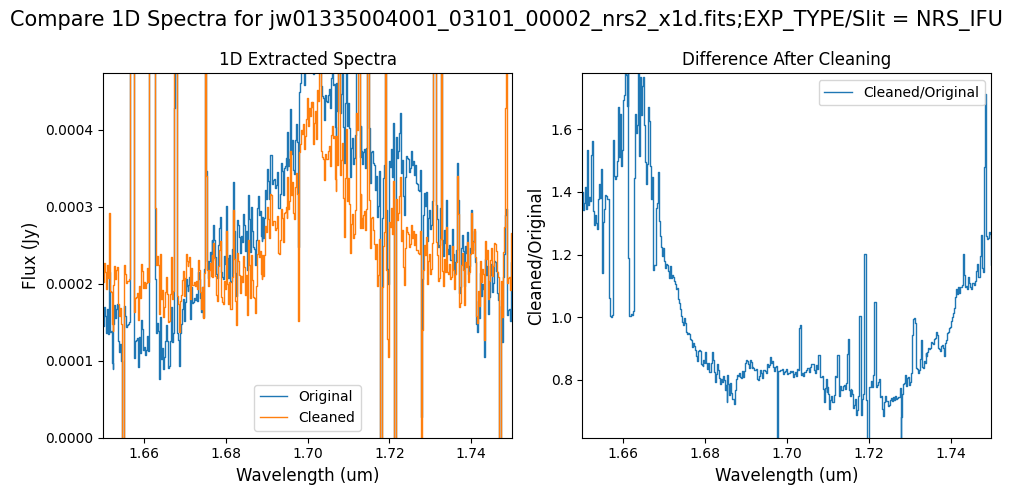 Compare 1D Spectra for jw01335004001_03101_00002_nrs2_x1d.fits;EXP_TYPE/Slit = NRS_IFU
1D Extracted Spectra
Flux (Jy)
0.0004
0.0003
0.0002
0.0001
0.0000
Original
Cleaned
1.66 1.68 1.70 1.72 1.74
Wavelength (um)
Difference After Cleaning
Cleaned/Original
Cleaned/Original
1.6
1.4
1.2
1.0
0.8
1.66 1.68 1.70 1.72 1.74
Wavelength (um)